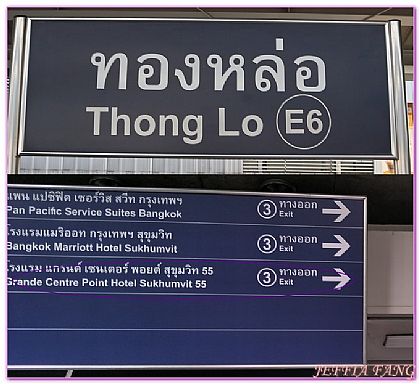 ทองหล่อ
Thong Lo E6
แพน แปซิฟิค เซอร์วิส สวีท กรุงเทพฯ 3 ทางออก
Pan Pacific Service Suites Bangkok Exit
โรงแรมแมริออท กรุงเทพฯ สุขุมวิท 3 ทางออก
Bangkok Marriott Hotel Sukhumvit Exit
โรงแรม แกรนด์ เซนเตอร์ พอยต์ สุขุมวิท 55 3 ทางออก
Grande Centre Point Hotel Sukhumvit 55 Exit
JEFFIA FANG